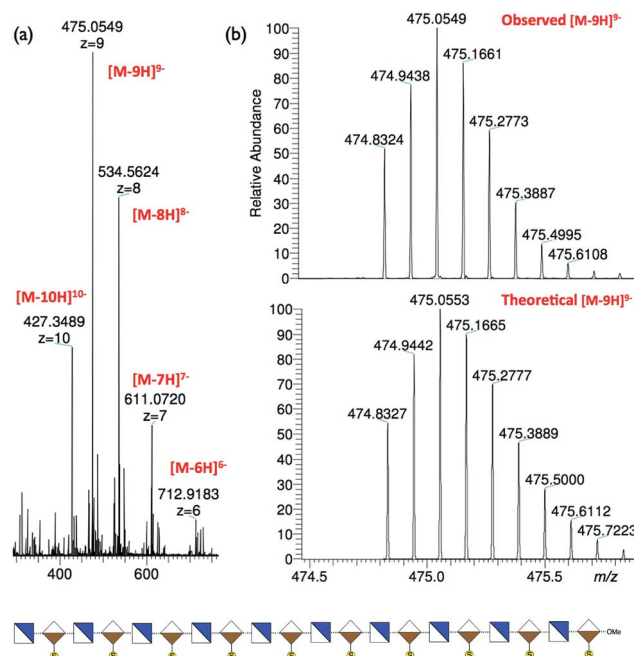 (a)
475.0549
z=9
[M-9H]9-
534.5624
z=8
[M-8H]8-
[M-10H]10-
427.3489
z=10
[M-7H]7-
611.0720
z=7
[M-6H]6-
712.9183
z=6
400
600
(b)
Observed [M-9H]9-
475.0549
100
90
80
70
60
50
40
30
20
10
0
Relative Abundance
475.1661
474.9438
475.2773
474.8324
475.3887
475.4995
475.6108
Theoretical [M-9H]9-
475.0553
100
90
80
70
60
50
40
30
20
10
0
475.1665
474.9442
475.2777
474.8327
475.3889
475.5000
475.6112
475.7223
474.5
475.0
475.5
m/z
OMe
S S S S S S S S S S